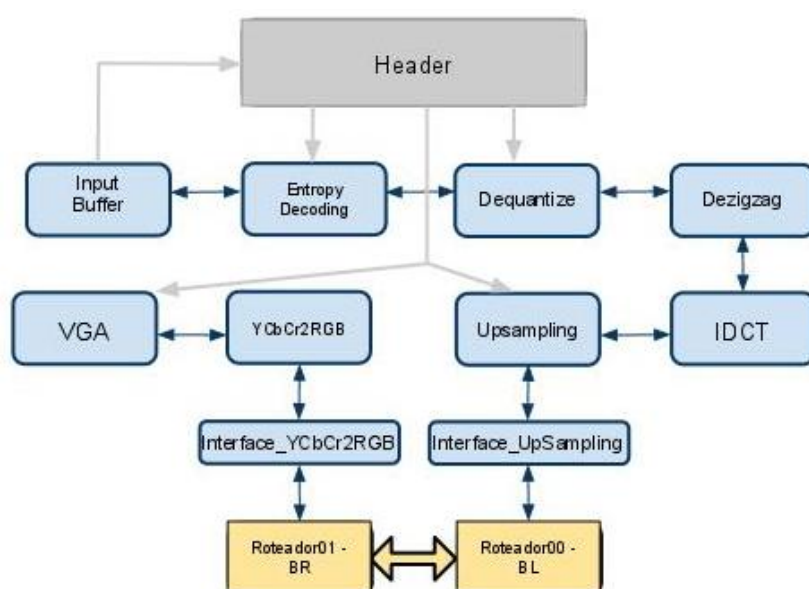 Header
Input
Buffer
Entropy
Decoding
Dequantize
Dezigzag
VGA
YCbCr2RGB
Upsampling
IDCT
Interface_YCbCr2RGB
Interface_UpSampling
Roteador01 -
BR
Roteador00 -
BL